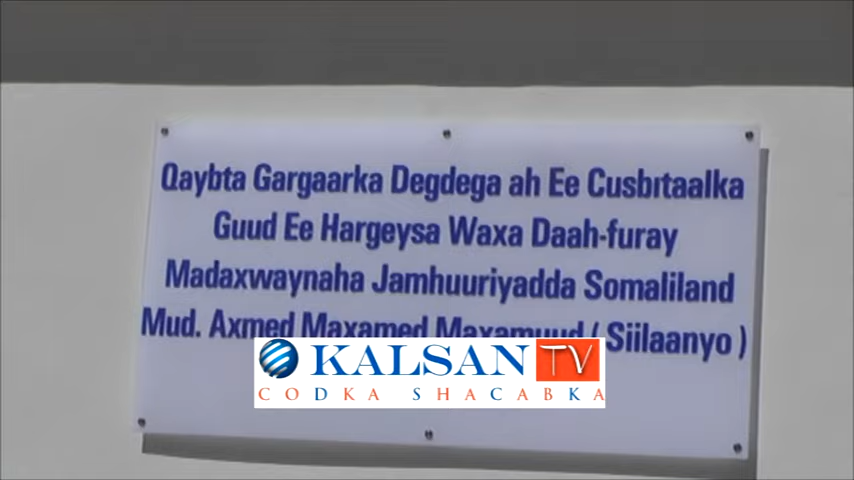 Qaybta Gargaarka Degdega ah Ee Cusbıtaalka
Guud Ee Hargeysa Waxa Daah-furay
Madaxwaynaha Jamhuuriyadda Somaliland
Mud. Axmed Maxamed Maxamuud ( Siilaanyo )
KALSAN TV
CODKA SHACABKA